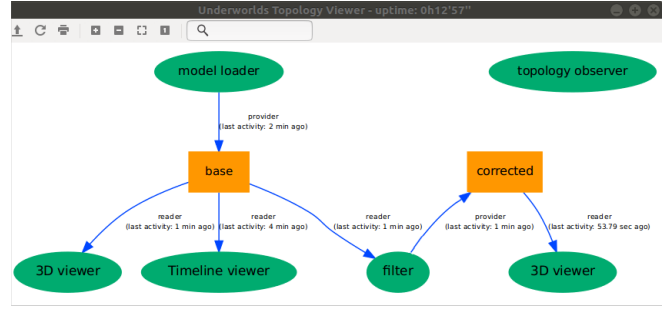 Underworlds Topology Viewer - uptime: 0h12'57''
model loader
topology observer
provider
(last activity: 2 min ago)
base
corrected
reader
(last activity: 1 min ago)
reader
(last activity: 4 min ago)
reader
(last activity: 1 min ago)
provider
(last activity: 1 min ago)
reader
(last activity: 53.79 sec ago)
3D viewer
Timeline viewer
filter
3D viewer